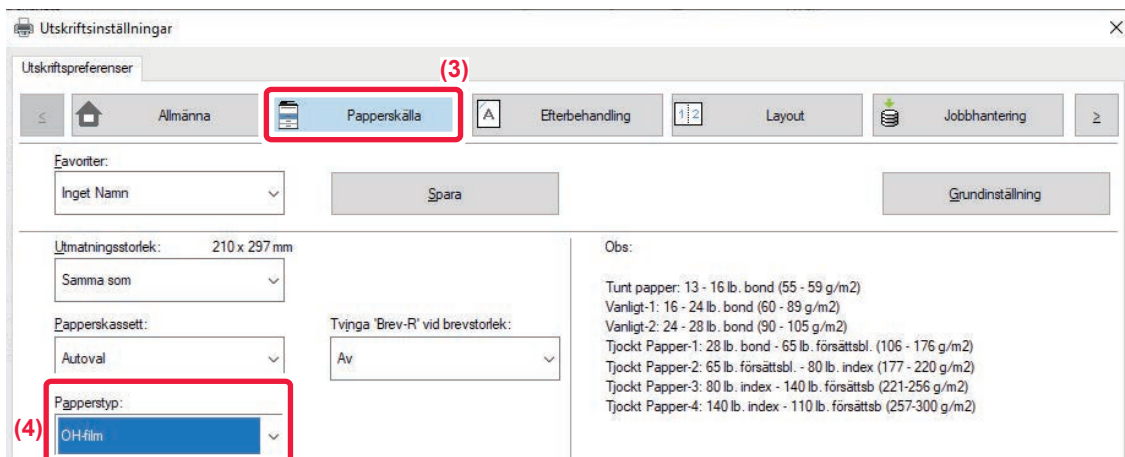 Utskriftsinställningar
Utskriftspreferenser
(3)
≤ Allmänna Papperskälla A Efterbehandling 1 2 Layout Jobbhantering ≥
Favoriter:
Inget Namn Spara Grundinställning
Utmatningsstorlek: 210 x 297 mm
Samma som
Papperskassett: Tvinga 'Brev-R' vid brevstorlek:
Autoval Av
Papperstyp:
(4) OH-film
Obs:
Tunt papper: 13 - 16 lb. bond (55 - 59 g/m2)
Vanligt-1: 16 - 24 lb. bond (60 - 89 g/m2)
Vanligt-2: 24 - 28 lb. bond (90 - 105 g/m2)
Tjockt Papper-1: 28 lb. bond - 65 lb. försättsbl. (106 - 176 g/m2)
Tjockt Papper-2: 65 lb. försättsbl. - 80 lb. index (177 - 220 g/m2)
Tjockt Papper-3: 80 lb. index - 140 lb. försättsb (221-256 g/m2)
Tjockt Papper-4: 140 lb. index - 110 lb. försättsb (257-300 g/m2)